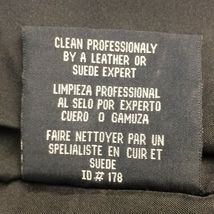 CLEAN PROFESSIONALY
BY A LEATHER OR
SUEDE EXPERT
LIMPIEZA PROFESSIONAL
AL SELO POR EXPERTO
CUERO O GAMUZA
FAIRE NETTOYER PAR UN
SPELIALISTE EN CUIR ET
SUEDE
ID # 178